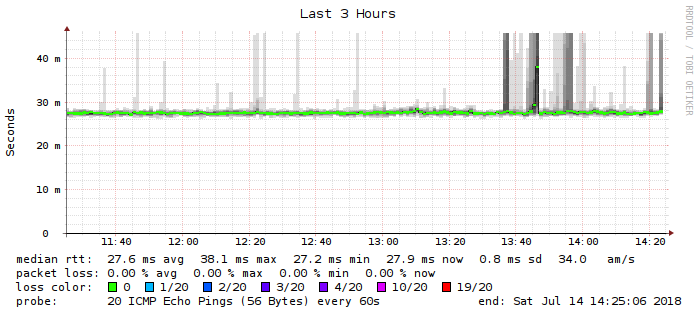 Last 3 Hours
RRDTOOL / TOBI OETIKER
Seconds
40 m
30 m
20 m
10 m
0
11:40 12:00 12:20 12:40 13:00 13:20 13:40 14:00 14:20
median rtt: 27.6 ms avg 38.1 ms max 27.2 ms min 27.9 ms now 0.8 ms sd 34.0 am/s
packet loss: 0.00 % avg 0.00 % max 0.00 % min 0.00 % now
loss color: 0 1/20 2/20 3/20 4/20 10/20 19/20
probe: 20 ICMP Echo Pings (56 Bytes) every 60s end: Sat Jul 14 14:25:06 2018